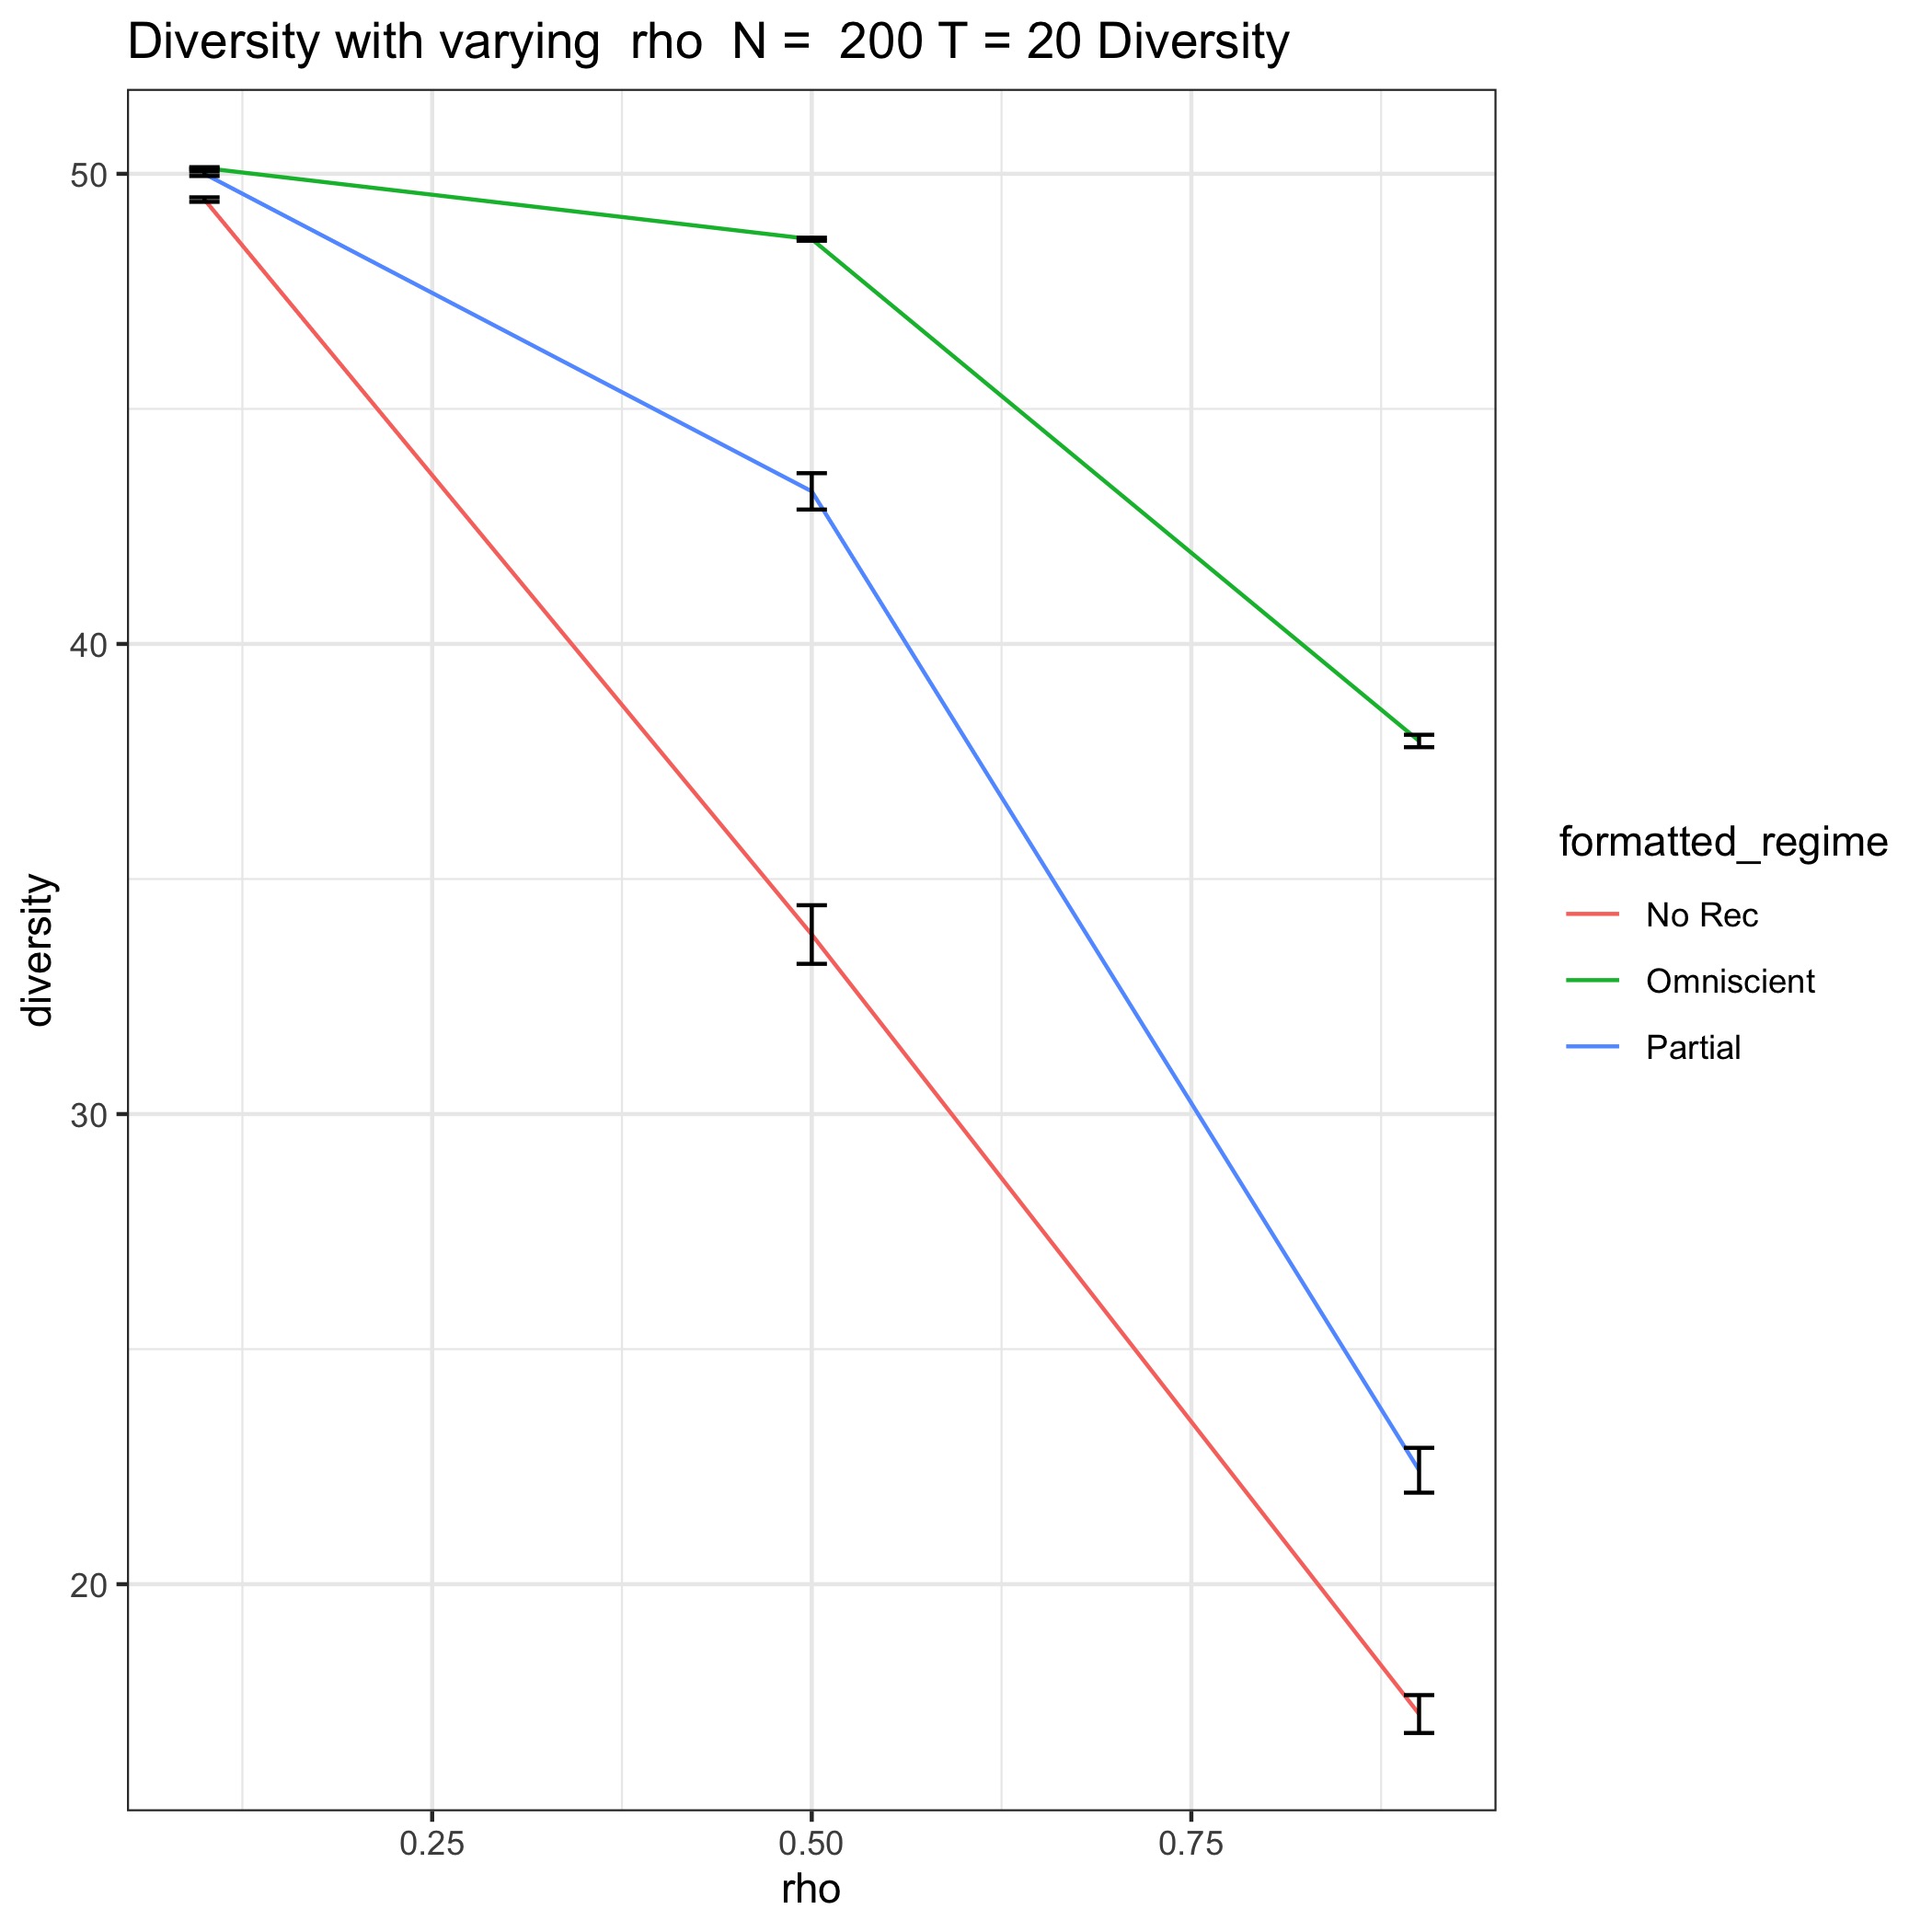 Diversity with varying  rho  N =  200 T = 20 Diversity
50
40
30
20
diversity
0.25
0.50
0.75
rho
formatted_regime
No Rec
Omniscient
Partial